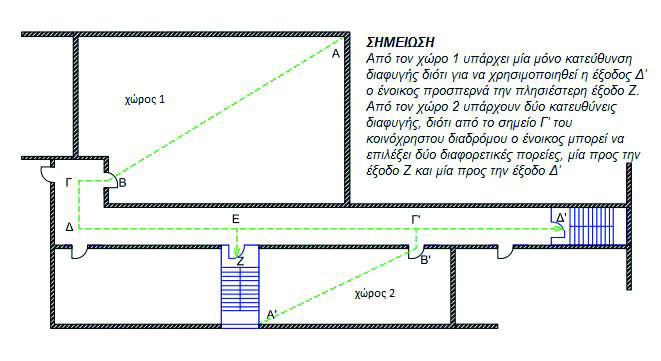 ΣΗΜΕΙΩΣΗ
Από τον χώρο 1 υπάρχει μία μόνο κατεύθυνση
διαφυγής διότι για να χρησιμοποιηθεί η έξοδος Δ'
ο ένοικος προσπερνά την πλησιέστερη έξοδο Ζ.
Από τον χώρο 2 υπάρχουν δύο κατευθύνεις
διαφυγής, διότι από το σημείο Γ' του
κοινόχρηστου διαδρόμου ο ένοικος μπορεί να
επιλέξει δύο διαφορετικές πορείες, μία προς την
έξοδο Ζ και μία προς την έξοδο Δ'
Α
χώρος 1
Γ
Β
Δ
Ε
Γ'
Δ'
Ζ
Β'
χώρος 2
Α'